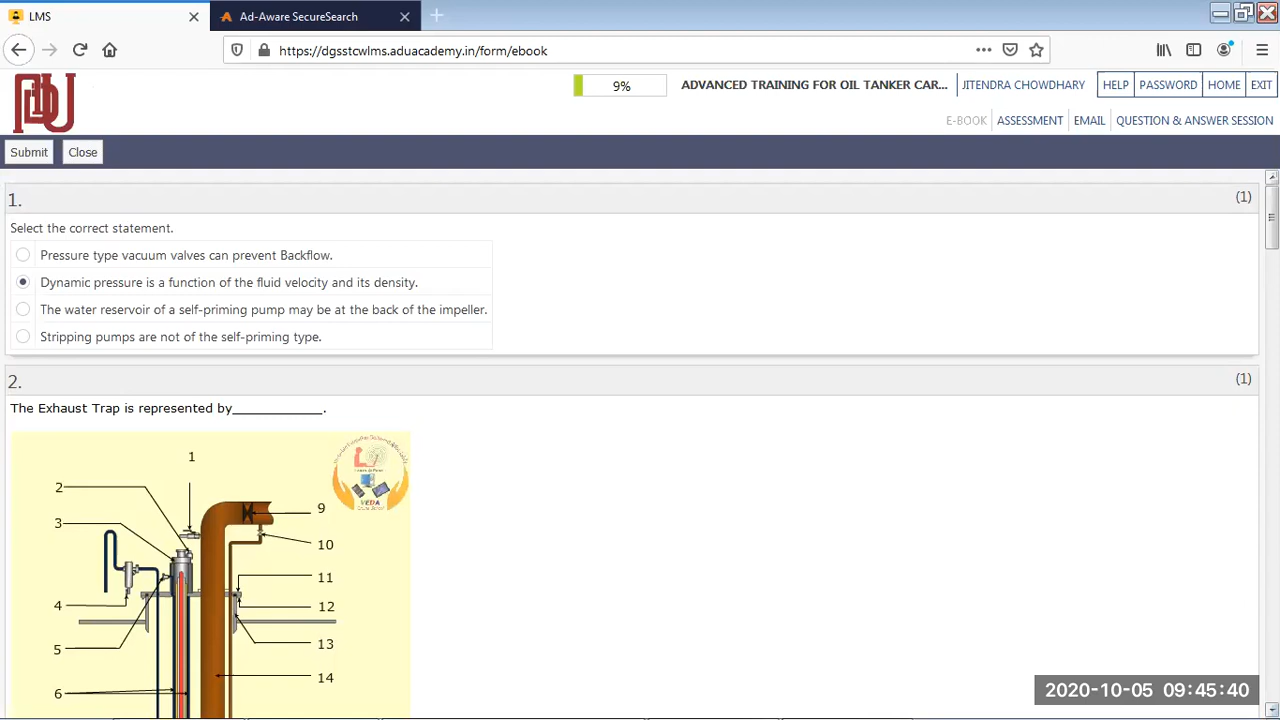 LMS
Ad-Aware SecureSearch
https://dgsstcwlms.aduacademy.in/form/ebook
9%
ADVANCED TRAINING FOR OIL TANKER CAR...
JITENDRA CHOWDHARY
HELP
PASSWORD
HOME
EXIT
E-BOOK
ASSESSMENT
EMAIL
QUESTION & ANSWER SESSION
Submit
Close
1.
(1)
Select the correct statement.
Pressure type vacuum valves can prevent Backflow.
Dynamic pressure is a function of the fluid velocity and its density.
The water reservoir of a self-priming pump may be at the back of the impeller.
Stripping pumps are not of the self-priming type.
2.
(1)
The Exhaust Trap is represented by____________.
1
2
3
4
5
6
9
10
11
12
13
14
VEDA
2020-10-05 09:45:40